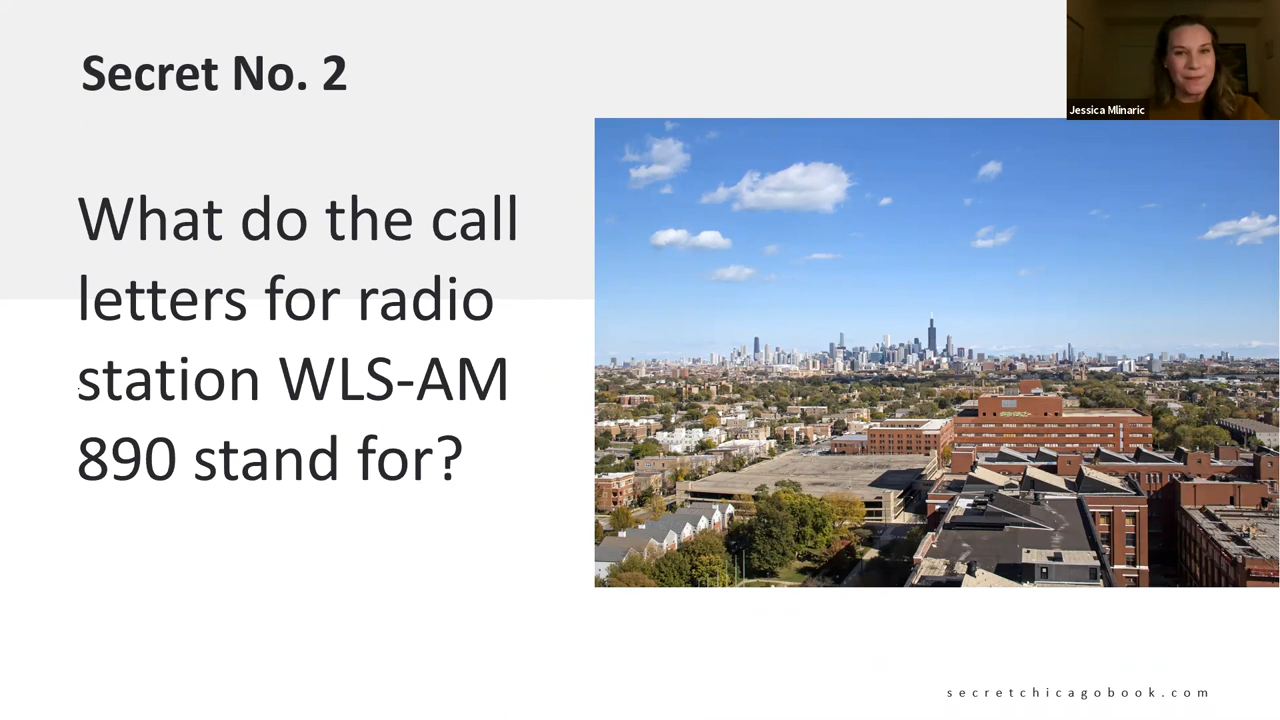 Secret No. 2
Jessica Mlinaric
What do the call
letters for radio
station WLS-AM
890 stand for?
secretchicagobook.com